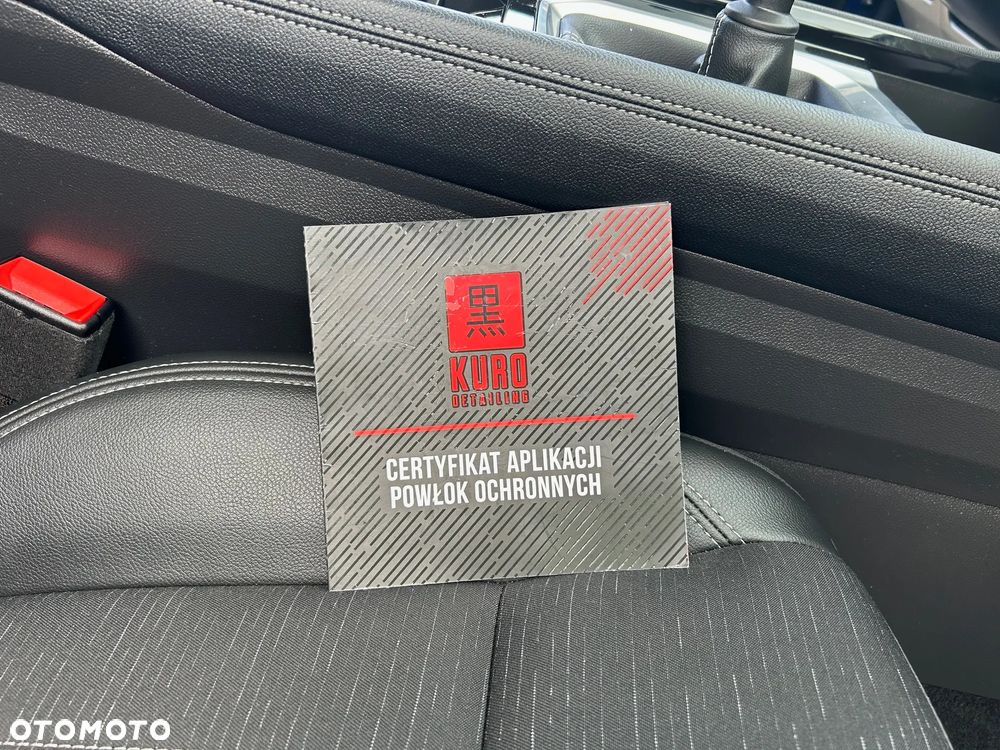 黒
KURO
DETAILING
CERTYFIKAT APLIKACJI
POWŁOK OCHRONNYCH
OTOMOTO